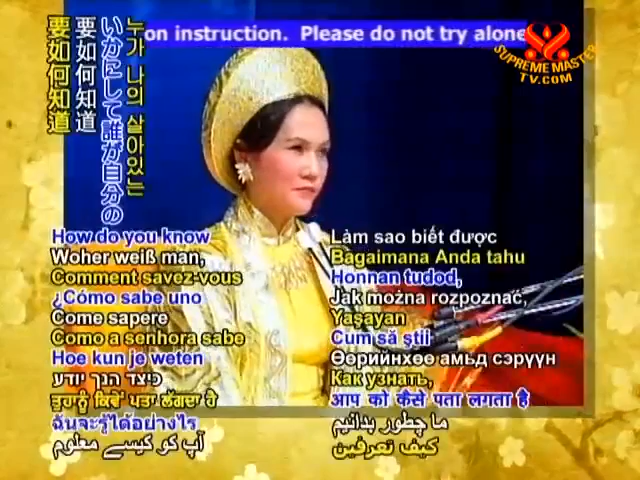 on instruction. Please do not try alone
SUPREME MASTER
TV.COM
要如何知道
要如何知道
いかにして誰が自分の
누가 나의 살아있는
How do you know
Woher weiß man,
Comment savez-vous
¿Cómo sabe uno
Come sapere
Como a senhora sabe
Hoe kun je weten
כיצד הנך יודע
ਤੁਹਾਨੂੰ ਕਿਵੇਂ ਪਤਾ ਲੱਗਦਾ ਹੈ
ฉันจะรู้ได้อย่างไร
آپ کو کیسے معلوم
Làm sao biết được
Bagaimana Anda tahu
Honnan tudod,
Jak można rozpoznać,
Yaşayan
Cum să ştii
Өөрийнхөө амьд сэрүүн
Как узнать,
आप को कैसे पता लगता है
ما چطور بدانیم
كيف تعرفين